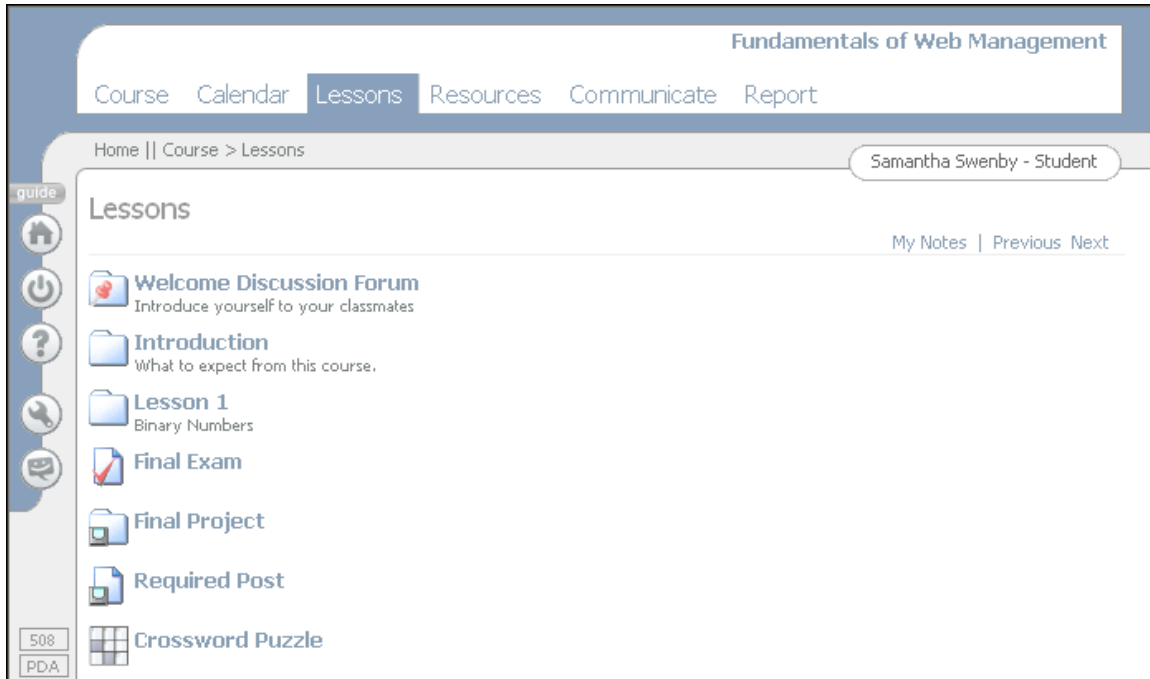 Fundamentals of Web Management
Course Calendar Lessons Resources Communicate Report
Home || Course > Lessons
Samantha Swenby - Student
guide
Lessons
My Notes | Previous Next
Welcome Discussion Forum
Introduce yourself to your classmates
Introduction
What to expect from this course.
Lesson 1
Binary Numbers
Final Exam
Final Project
Required Post
Crossword Puzzle
508
PDA